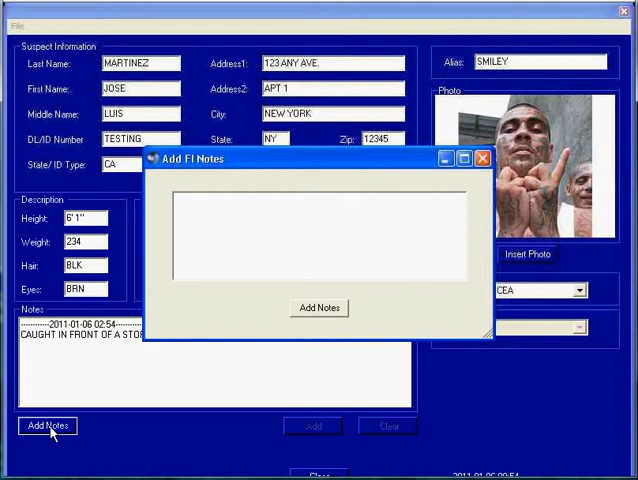 File
Suspect Information
Last Name: MARTINEZ
Address1: 123 ANY AVE.
Alias: SMILEY
First Name: JOSE
Address2: APT 1
Photo
Middle Name: LUIS
City: NEW YORK
DL/ID Number TESTING
State: NY Zip: 12345
State/ ID Type: CA
Add FI Notes
Description
Height: 6' 1"
Weight: 234
Hair: BLK
Eyes: BRN
Insert Photo
CEA
Add Notes
Notes
-----------2011-01-06 02:54-----------
CAUGHT IN FRONT OF A
Add Notes
Add
Clear
2011-01-06 00:54